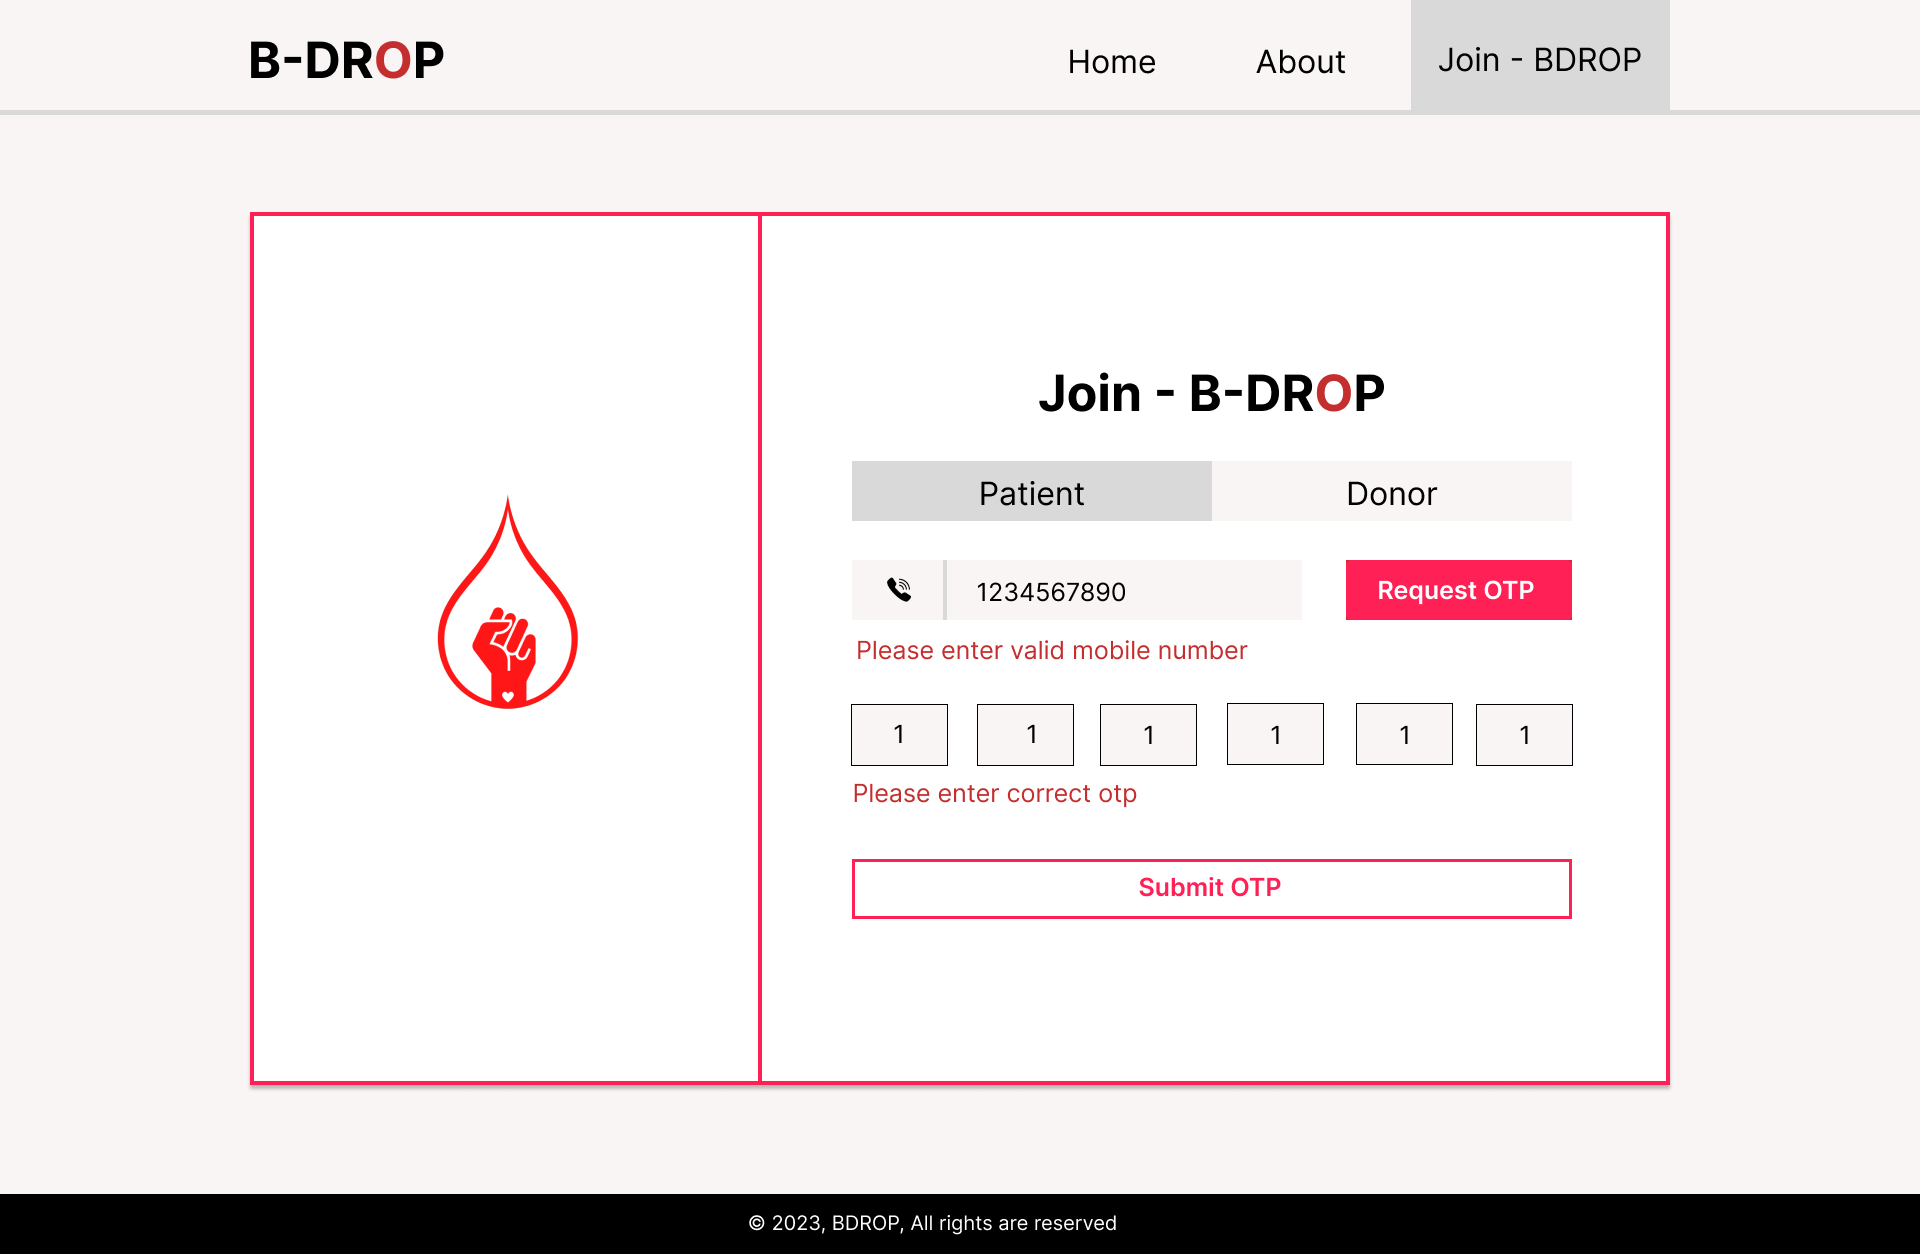 B-DROP
Home About Join - BDROP
Join - B-DROP
Patient Donor
1234567890 Request OTP
Please enter valid mobile number
1 1 1 1 1 1
Please enter correct otp
Submit OTP
© 2023, BDROP, All rights are reserved